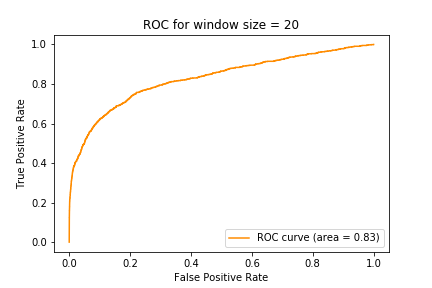 ROC for window size = 20
True Positive Rate
1.0
0.8
0.6
0.4
0.2
0.0
ROC curve (area = 0.83)
0.0 0.2 0.4 0.6 0.8 1.0
False Positive Rate